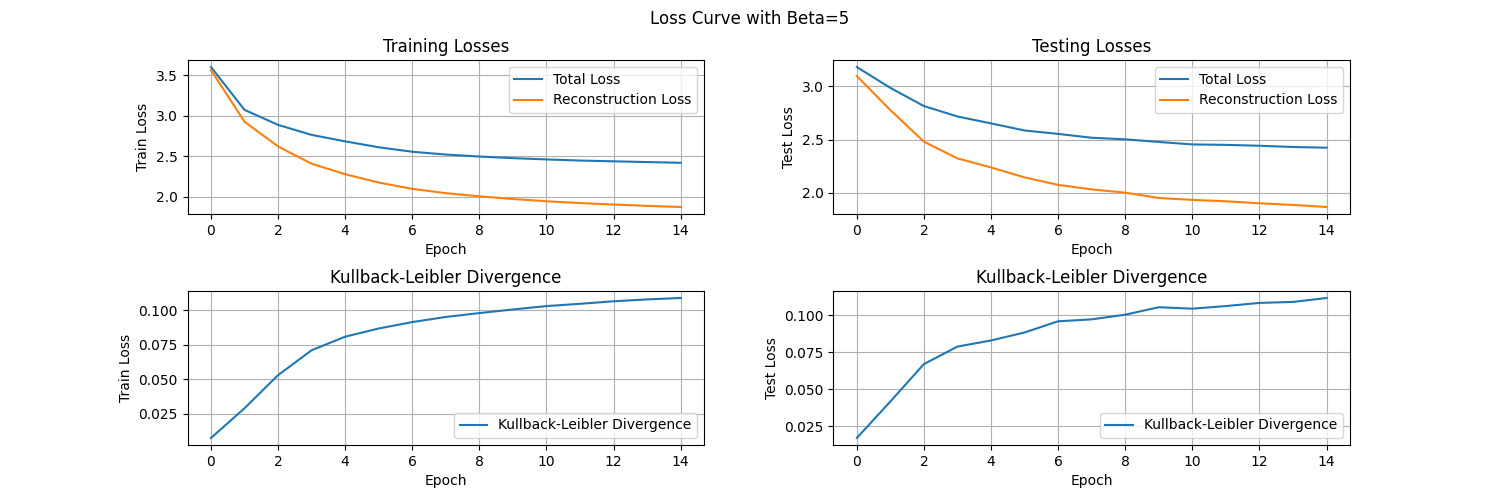 Loss Curve with Beta=5
Training Losses
Train Loss
3.5
3.0
2.5
2.0
Total Loss
Reconstruction Loss
0 2 4 6 8 10 12 14
Epoch
Testing Losses
Test Loss
3.0
2.5
2.0
Total Loss
Reconstruction Loss
0 2 4 6 8 10 12 14
Epoch
Kullback-Leibler Divergence
Train Loss
0.100
0.075
0.050
0.025
Kullback-Leibler Divergence
0 2 4 6 8 10 12 14
Epoch
Kullback-Leibler Divergence
Test Loss
0.100
0.075
0.050
0.025
Kullback-Leibler Divergence
0 2 4 6 8 10 12 14
Epoch